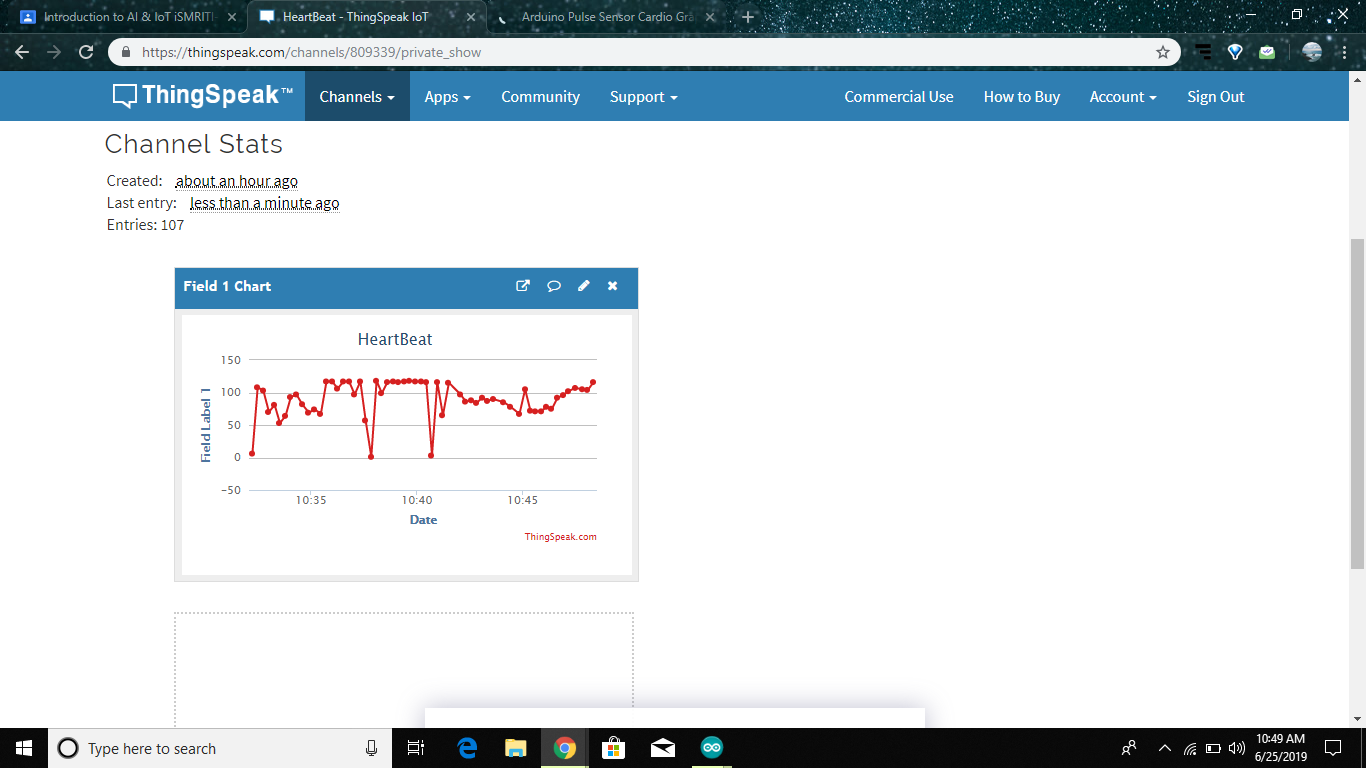 Introduction to AI & IoT iSMRITI
HeartBeat - ThingSpeak IoT
Arduino Pulse Sensor Cardio Gra
https://thingspeak.com/channels/809339/private_show
ThingSpeak™ Channels Apps Community Support Commercial Use How to Buy Account Sign Out
Channel Stats
Created: about an hour ago
Last entry: less than a minute ago
Entries: 107
Field 1 Chart
HeartBeat
150
100
50
0
-50
Field Label 1
10:35 10:40 10:45
Date
ThingSpeak.com
Type here to search
10:49 AM
6/25/2019